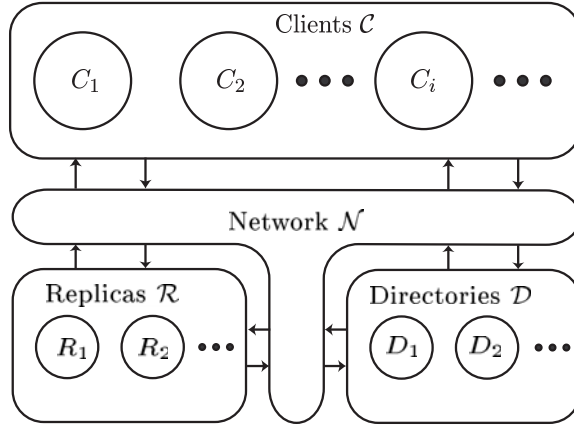 Clients 𝒞
C₁ C₂ ••• Cᵢ •••
Network 𝒩
Replicas ℛ
R₁ R₂ •••
Directories 𝒟
D₁ D₂ •••